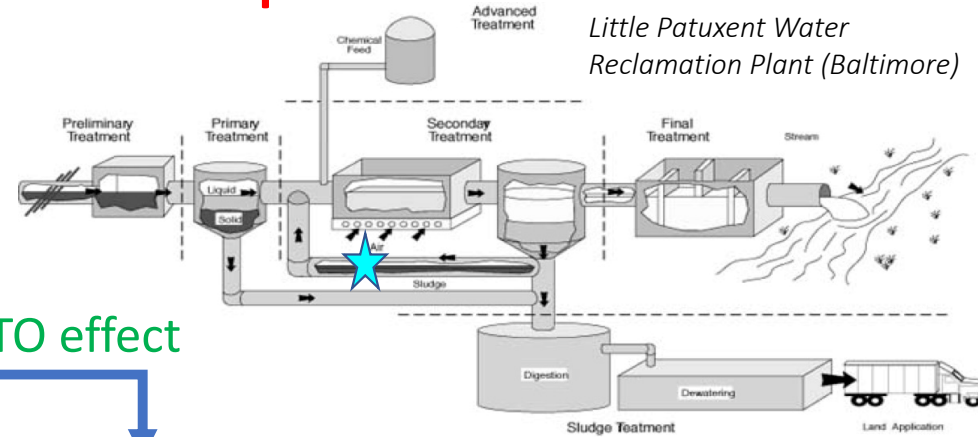 Advanced
Treatment
Little Patuxent Water
Reclamation Plant (Baltimore)
Chemical
Feed
Preliminary
Treatment
Primary
Treatment
Seconday
Treatment
Final
Treatment
Stream
Liquid
Solid
Air
Sludge
TO effect
Digestion
Dewatering
Sludge Teatment
Land Application